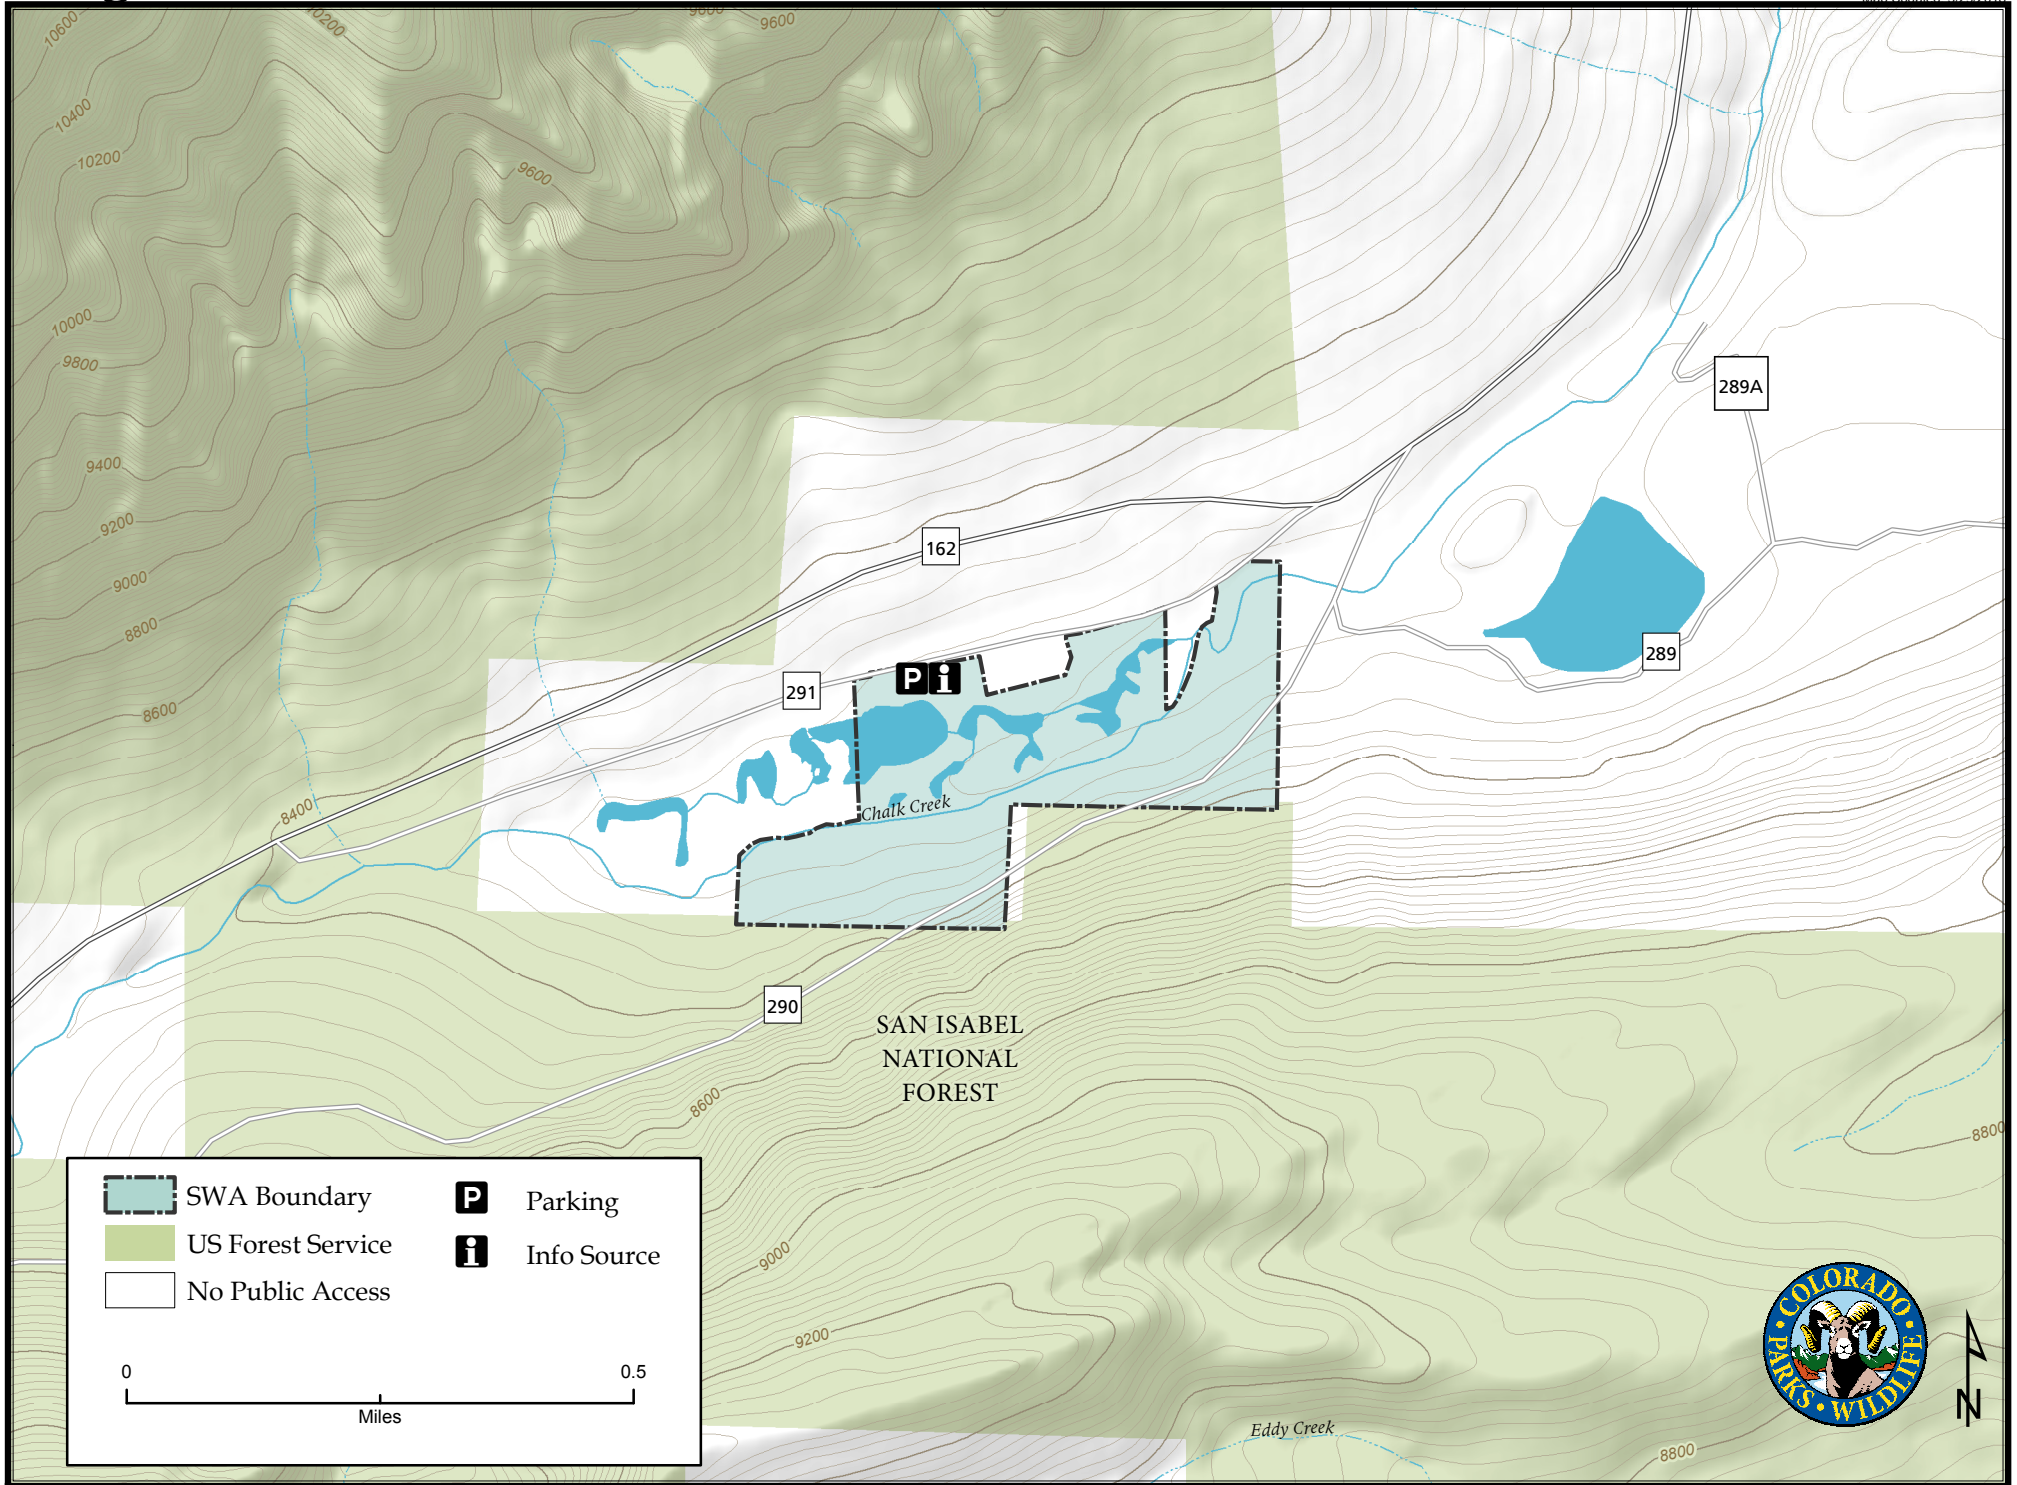 10600
10200
9600
9600
10400
10200
9600
10000
9800
9400
9200
9000
8800
8600
8400
289A
162
291
289
Chalk Creek
290
SAN ISABEL
NATIONAL
FOREST
8600
8800
9000
9200
Eddy Creek
8800
SWA Boundary
US Forest Service
No Public Access
P
Parking
i
Info Source
0
0.5
Miles
P
i
COLORADO
PARKS • WILDLIFE
N